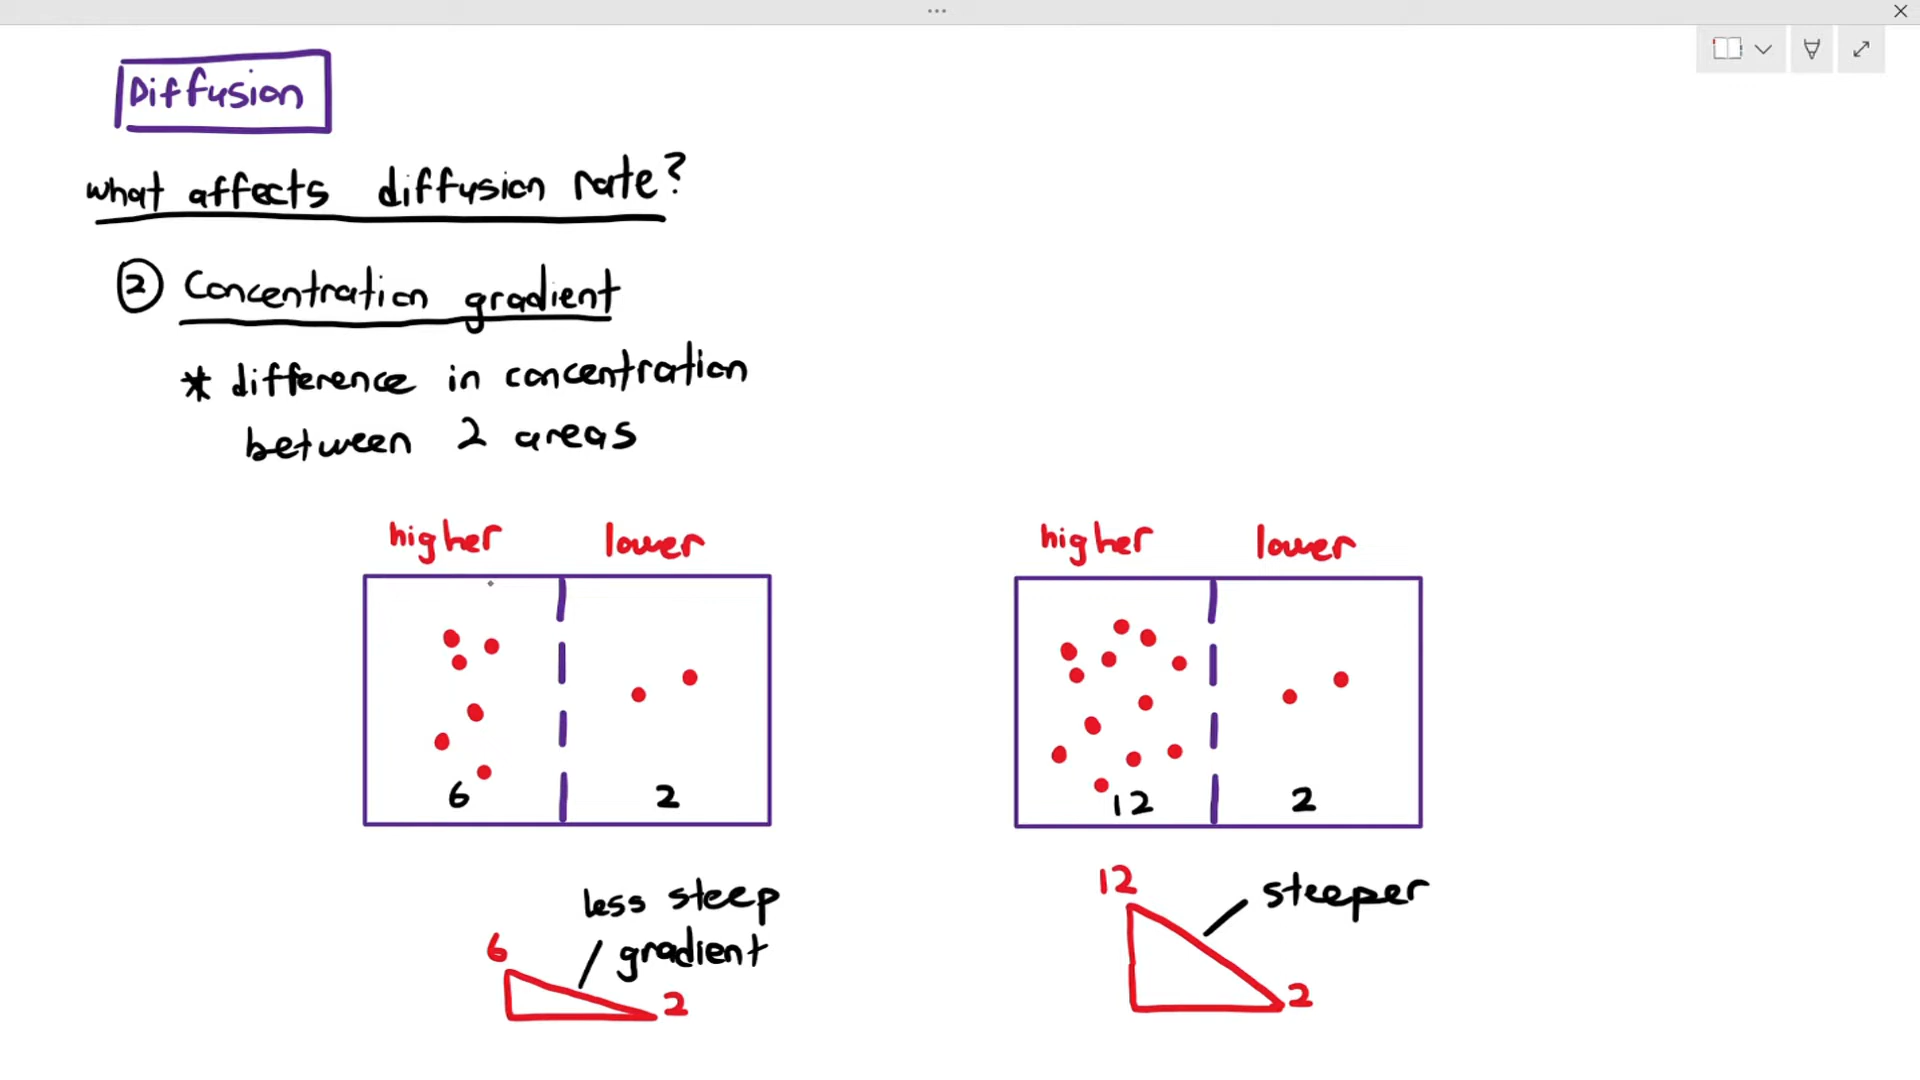 Diffusion
what affects diffusion rate?
2 Concentration gradient
* difference in concentration
between 2 areas
higher lower
higher lower
6 2
12 2
less steep
gradient
6
2
12
steeper
2